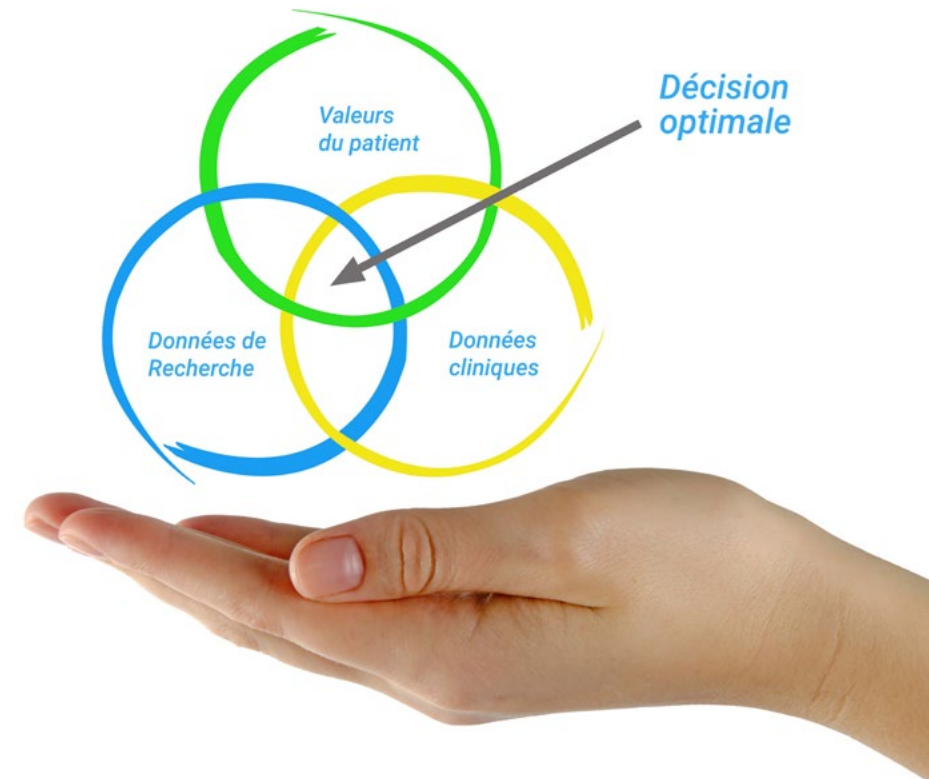 Valeurs
du patient
Décision
optimale
Données de
Recherche
Données
cliniques